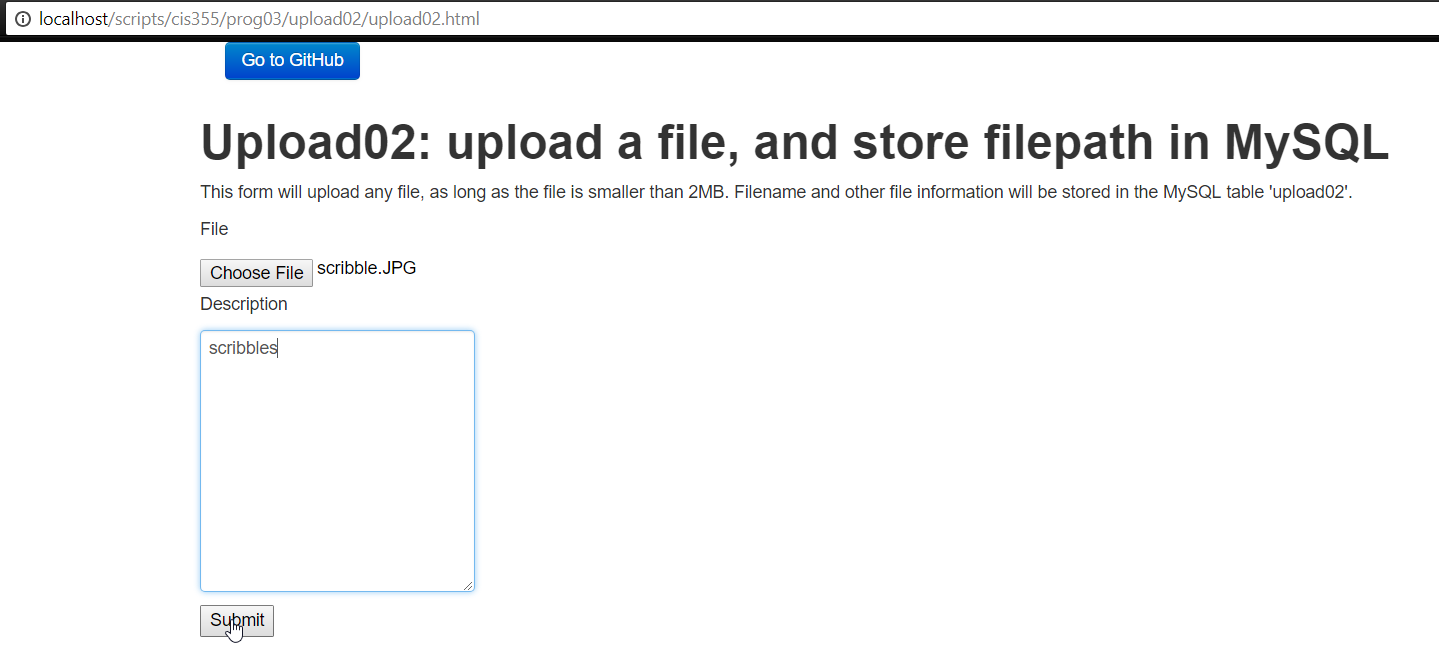 localhost/scripts/cis355/prog03/upload02/upload02.html
Go to GitHub
Upload02: upload a file, and store filepath in MySQL
This form will upload any file, as long as the file is smaller than 2MB. Filename and other file information will be stored in the MySQL table 'upload02'.
File
Choose File scribble.JPG
Description
scribbles
Submit